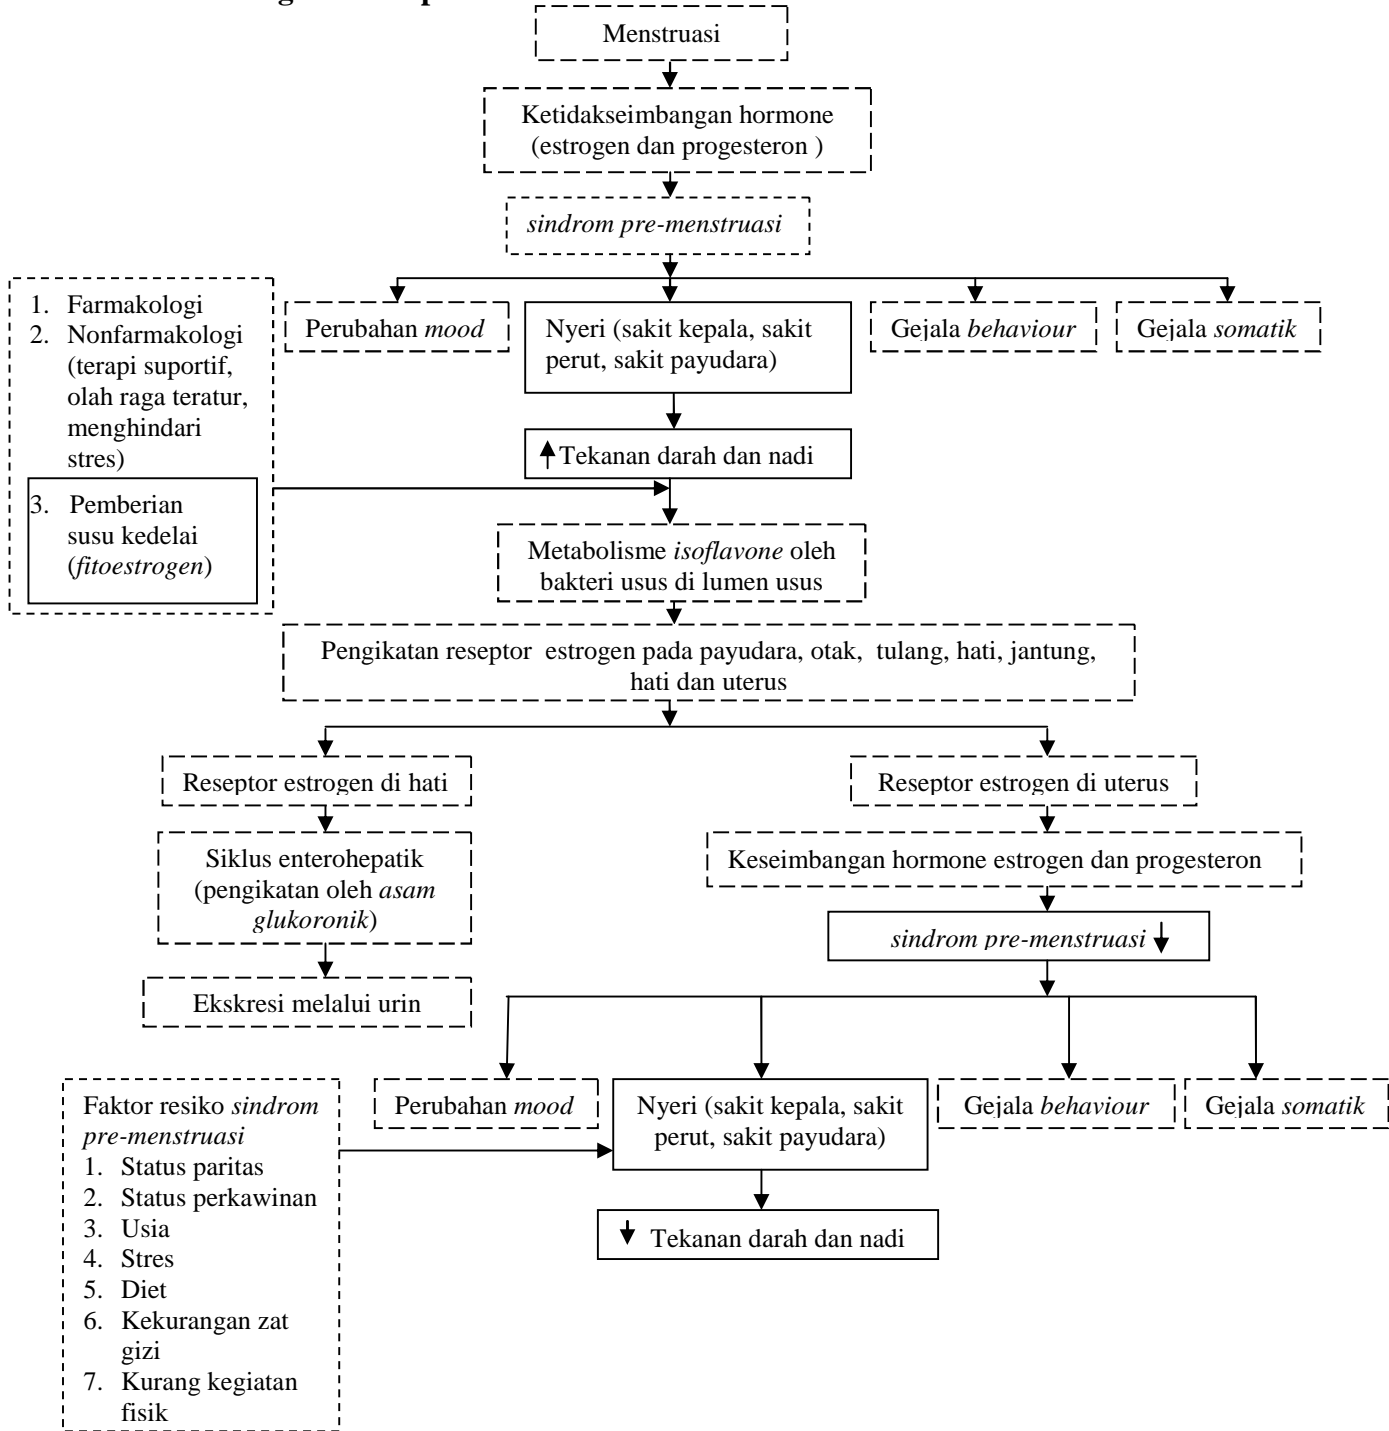 Menstruasi
Ketidakseimbangan hormone
(estrogen dan progesteron )
sindrom pre-menstruasi
1. Farmakologi
2. Nonfarmakologi
(terapi suportif,
olah raga teratur,
menghindari
stres)
3. Pemberian
susu kedelai
(fitoestrogen)
Perubahan mood
Nyeri (sakit kepala, sakit
perut, sakit payudara)
Gejala behaviour
Gejala somatik
Tekanan darah dan nadi
Metabolisme isoflavone oleh
bakteri usus di lumen usus
Pengikatan reseptor estrogen pada payudara, otak, tulang, hati, jantung,
hati dan uterus
Reseptor estrogen di hati
Siklus enterohepatik
(pengikatan oleh asam
glukoronik)
Ekskresi melalui urin
Reseptor estrogen di uterus
Keseimbangan hormone estrogen dan progesteron
sindrom pre-menstruasi
Perubahan mood
Nyeri (sakit kepala, sakit
perut, sakit payudara)
Gejala behaviour
Gejala somatik
Tekanan darah dan nadi
Faktor resiko sindrom
pre-menstruasi
1. Status paritas
2. Status perkawinan
3. Usia
4. Stres
5. Diet
6. Kekurangan zat
gizi
7. Kurang kegiatan
fisik